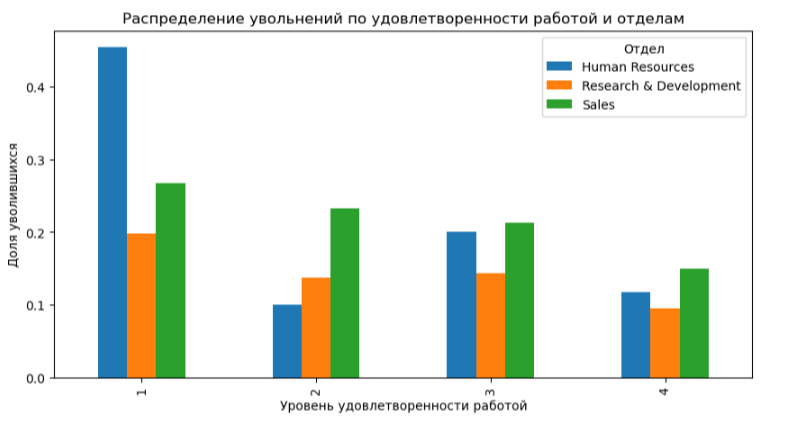 Распределение увольнений по удовлетворенности работой и отделам
Отдел
Human Resources
Research & Development
Sales
Доля уволившихся
0.4
0.3
0.2
0.1
0.0
1
2
3
4
Уровень удовлетворенности работой